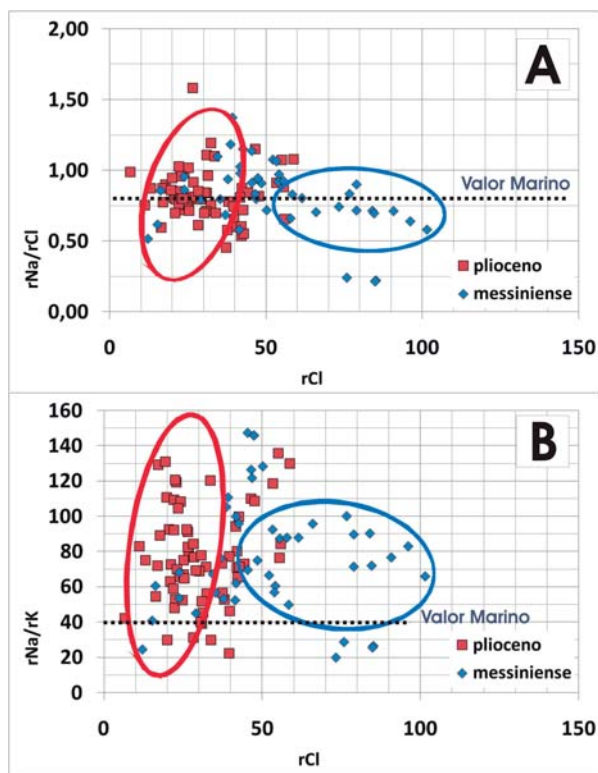 2,00
A
1,50
rNa/rCl
1,00
Valor Marino
0,50
plioceno
messiniense
0,00
0 50 100 150
rCl
160
B
140
120
100
rNa/rK
80
60
40
Valor Marino
plioceno
20
messiniense
0
0 50 100 150
rCl